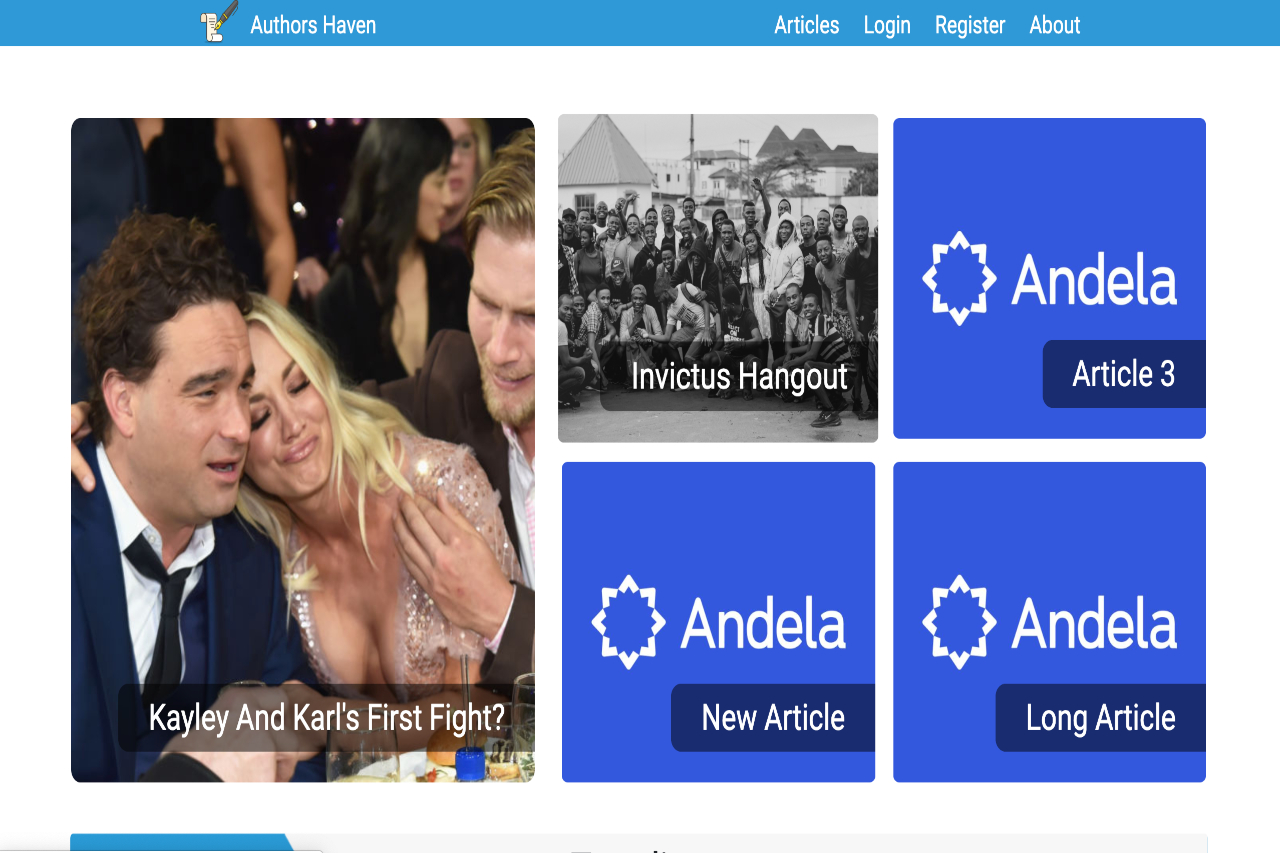 Authors Haven
Articles Login Register About
Kayley And Karl's First Fight?
Invictus Hangout
Andela
Article 3
Andela
New Article
Andela
Long Article